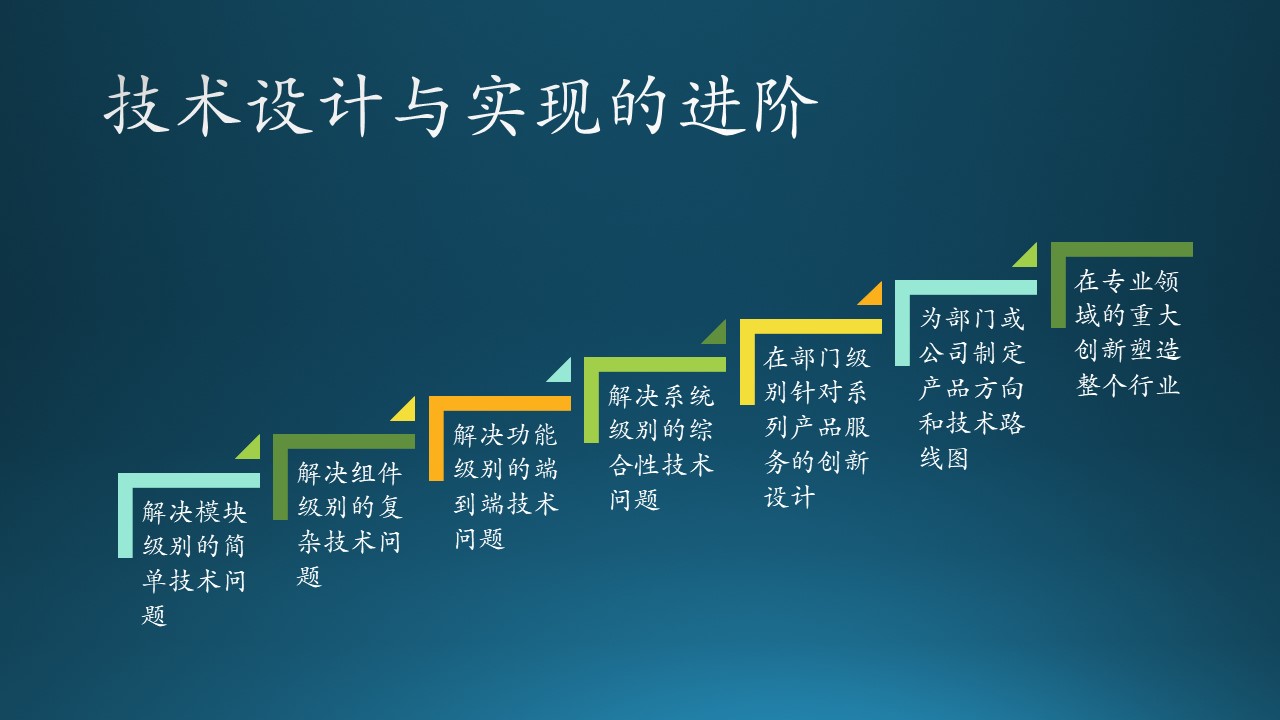 技术设计与实现的进阶
解决模块
级别的简
单技术问
题
解决组件
级别的复
杂技术问
题
解决功能
级别的端
到端技术
问题
解决系统
级别的综
合性技术
问题
在部门级
别针对系
列产品服
务的创新
设计
为部门或
公司制定
产品方向
和技术路
线图
在专业领
域的重大
创新塑造
整个行业